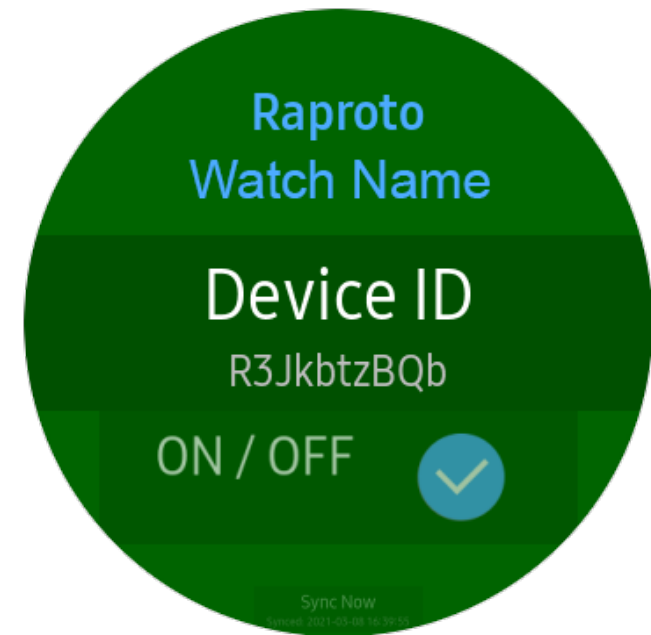 Raproto
Watch Name
Device ID
R3JkbtzBQb
ON / OFF
Sync Now
Synced: 2021-03-08 16:39:55